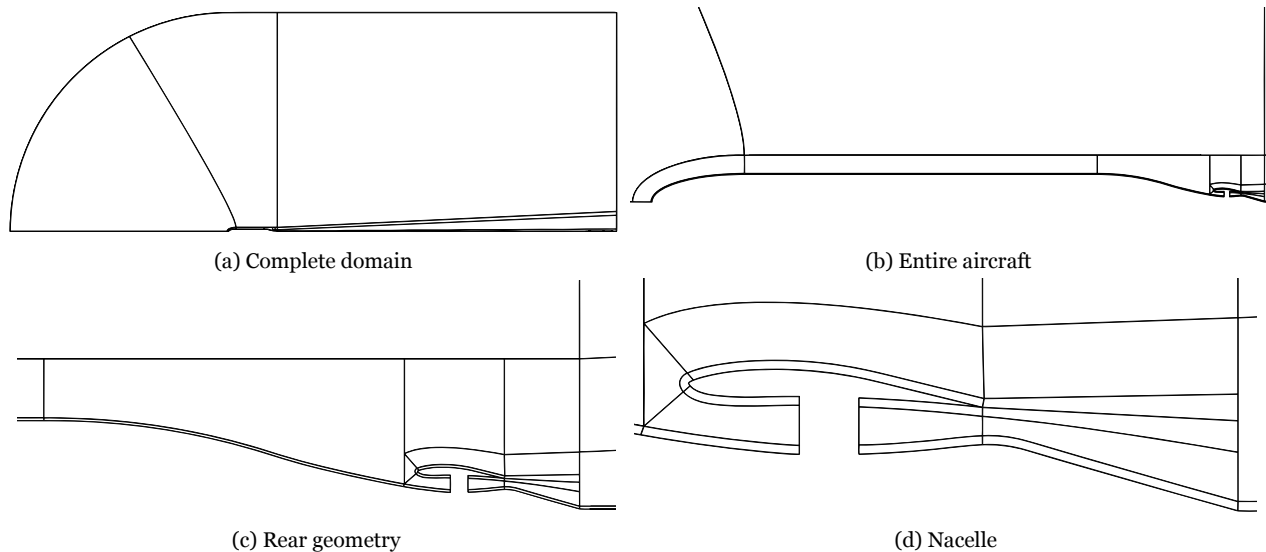 (a) Complete domain
(b) Entire aircraft
(c) Rear geometry
(d) Nacelle